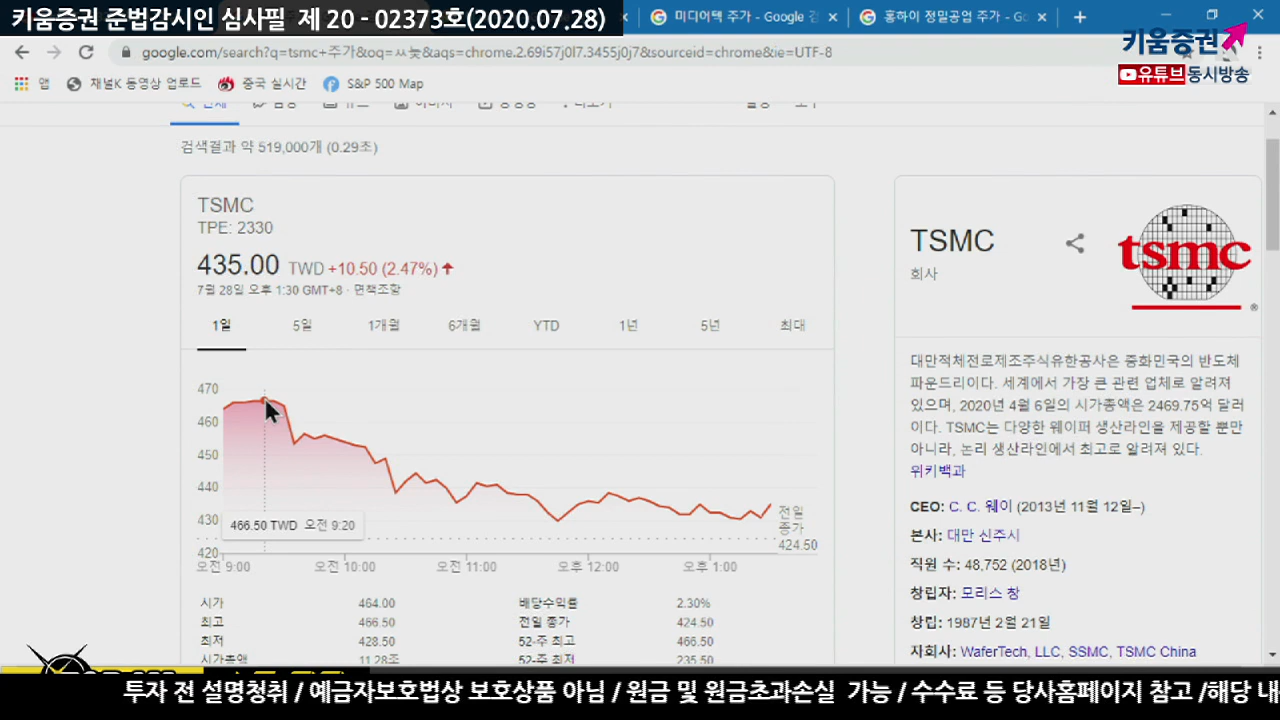 키움증권 준법감시인 심사필 제 20 - 02373호(2020.07.28)
미디어텍 주가 - Google
홍하이 정밀공업 주가 - Go
키움증권
유튜브동시방송
google.com/search?q=tsmc+주가&oq=ㅆ눛&aqs=chrome.2.69i57j0l7.3455j0j7&sourceid=chrome&ie=UTF-8
앱 채널K 동영상 업로드 중국 실시간 S&P 500 Map
검색결과 약 519,000개 (0.29초)
TSMC
TPE: 2330
435.00 TWD +10.50 (2.47%)
7월 28일 오후 1:30 GMT+8 · 면책조항
1일 5일 1개월 6개월 YTD 1년 5년 최대
470
460
450
440
430
420
466.50 TWD 오전 9:20
전일
종가
424.50
오전 9:00 오전 10:00 오전 11:00 오후 12:00 오후 1:00
시가 464.00 배당수익률 2.30%
최고 466.50 전일 종가 424.50
최저 428.50 52-주 최고 466.50
시가총액 11.28조 52-주 최저 235.50
TSMC
회사
tsmc
®
대만적체전로제조주식유한공사은 중화민국의 반도체
파운드리이다. 세계에서 가장 큰 관련 업체로 알려져
있으며, 2020년 4월 6일의 시가총액은 2469.75억 달러
이다. TSMC는 다양한 웨이퍼 생산라인을 제공할 뿐만
아니라, 논리 생산라인에서 최고로 알려져 있다.
위키백과
CEO: C. C. 웨이 (2013년 11월 12일–)
본사: 대만 신주시
직원 수: 48,752 (2018년)
창립자: 모리스 창
창립: 1987년 2월 21일
자회사: WaferTech, LLC, SSMC, TSMC China
투자 전 설명청취 / 예금자보호법상 보호상품 아님 / 원금 및 원금초과손실 가능 / 수수료 등 당사홈페이지 참고 /해당 내